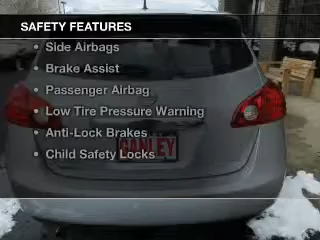 SAFETY FEATURES
• Side Airbags
• Brake Assist
• Passenger Airbag
• Low Tire Pressure Warning
• Anti-Lock Brakes
• Child Safety Locks
GANLEY